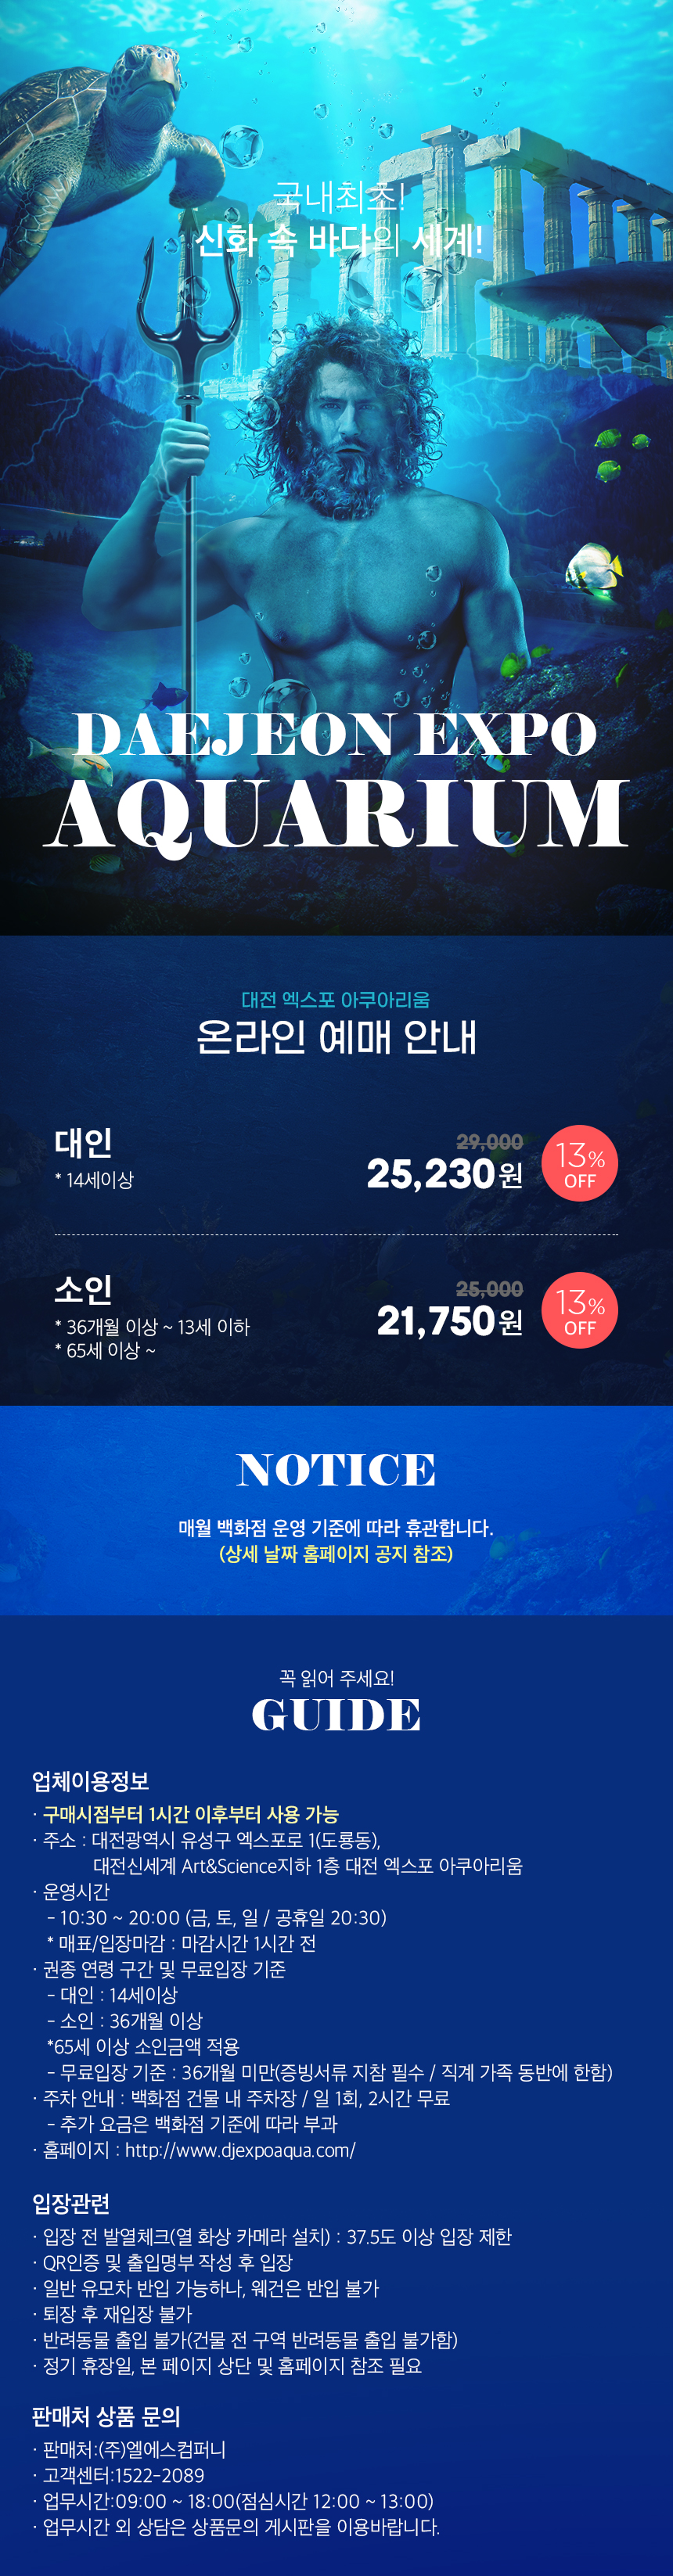 국내최초!
신화 속 바다의 세계!
DAEJEON EXPO
AQUARIUM
대전 엑스포 아쿠아리움
온라인 예매 안내
대인
* 14세이상
29,000
25,230원
13%
OFF
소인
* 36개월 이상 ~ 13세 이하
* 65세 이상 ~
25,000
21,750원
13%
OFF
NOTICE
매월 백화점 운영 기준에 따라 휴관합니다.
(상세 날짜 홈페이지 공지 참조)
꼭 읽어 주세요!
GUIDE
업체이용정보
· 구매시점부터 1시간 이후부터 사용 가능
· 주소 : 대전광역시 유성구 엑스포로 1(도룡동),
대전신세계 Art&Science지하 1층 대전 엑스포 아쿠아리움
· 운영시간
- 10:30 ~ 20:00 (금, 토, 일 / 공휴일 20:30)
* 매표/입장마감 : 마감시간 1시간 전
· 권종 연령 구간 및 무료입장 기준
- 대인 : 14세이상
- 소인 : 36개월 이상
*65세 이상 소인금액 적용
- 무료입장 기준 : 36개월 미만(증빙서류 지참 필수 / 직계 가족 동반에 한함)
· 주차 안내 : 백화점 건물 내 주차장 / 일 1회, 2시간 무료
- 추가 요금은 백화점 기준에 따라 부과
· 홈페이지 : http://www.djexpoaqua.com/
입장관련
· 입장 전 발열체크(열 화상 카메라 설치) : 37.5도 이상 입장 제한
· QR인증 및 출입명부 작성 후 입장
· 일반 유모차 반입 가능하나, 웨건은 반입 불가
· 퇴장 후 재입장 불가
· 반려동물 출입 불가(건물 전 구역 반려동물 출입 불가함)
· 정기 휴장일, 본 페이지 상단 및 홈페이지 참조 필요
판매처 상품 문의
· 판매처:(주)엘에스컴퍼니
· 고객센터:1522-2089
· 업무시간:09:00 ~ 18:00(점심시간 12:00 ~ 13:00)
· 업무시간 외 상담은 상품문의 게시판을 이용바랍니다.